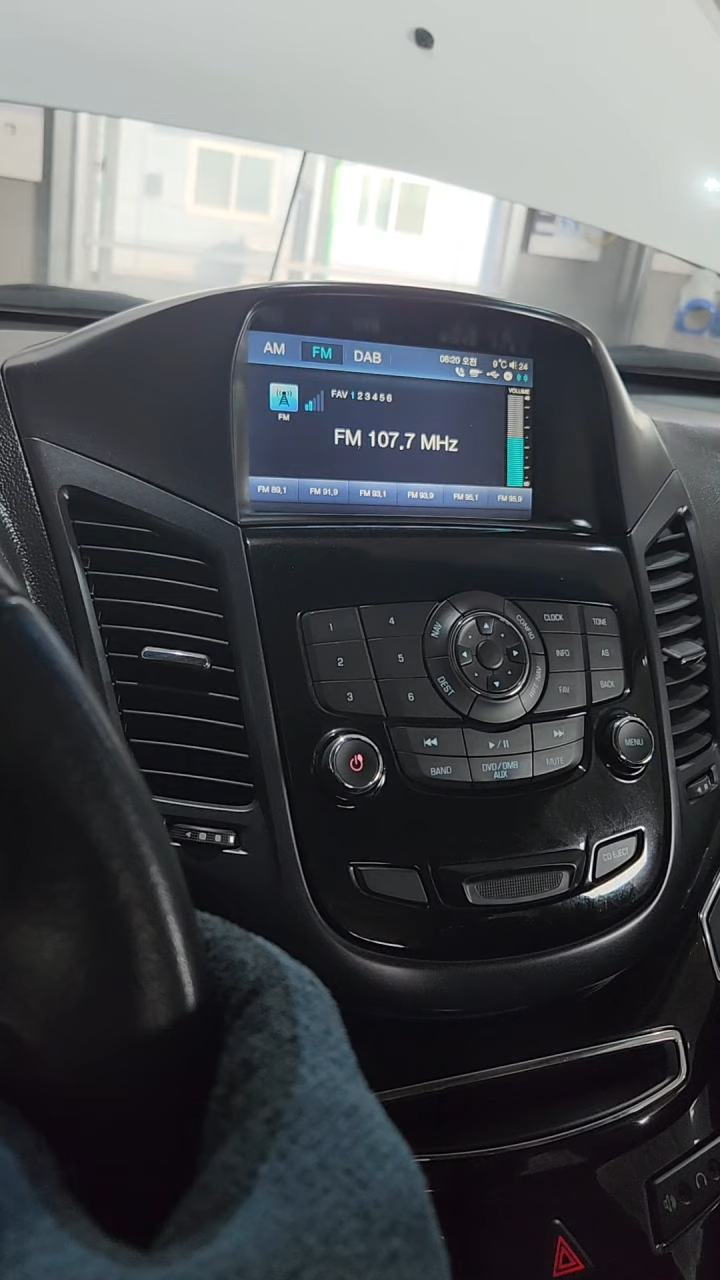 AM FM DAB
06:20 오전 9°C 24
FAV 1 2 3 4 5 6
VOLUME
FM
FM 107.7 MHz
FM 89.1 FM 91.9 FM 93.1 FM 93.9 FM 95.1 FM 95.9
1 4 NAV CONFIG CLOCK TONE
2 5 INFO AS
3 6 DEST RPT NAV FAV BACK
MENU
BAND DVD/DMB AUX MUTE
CD EJECT